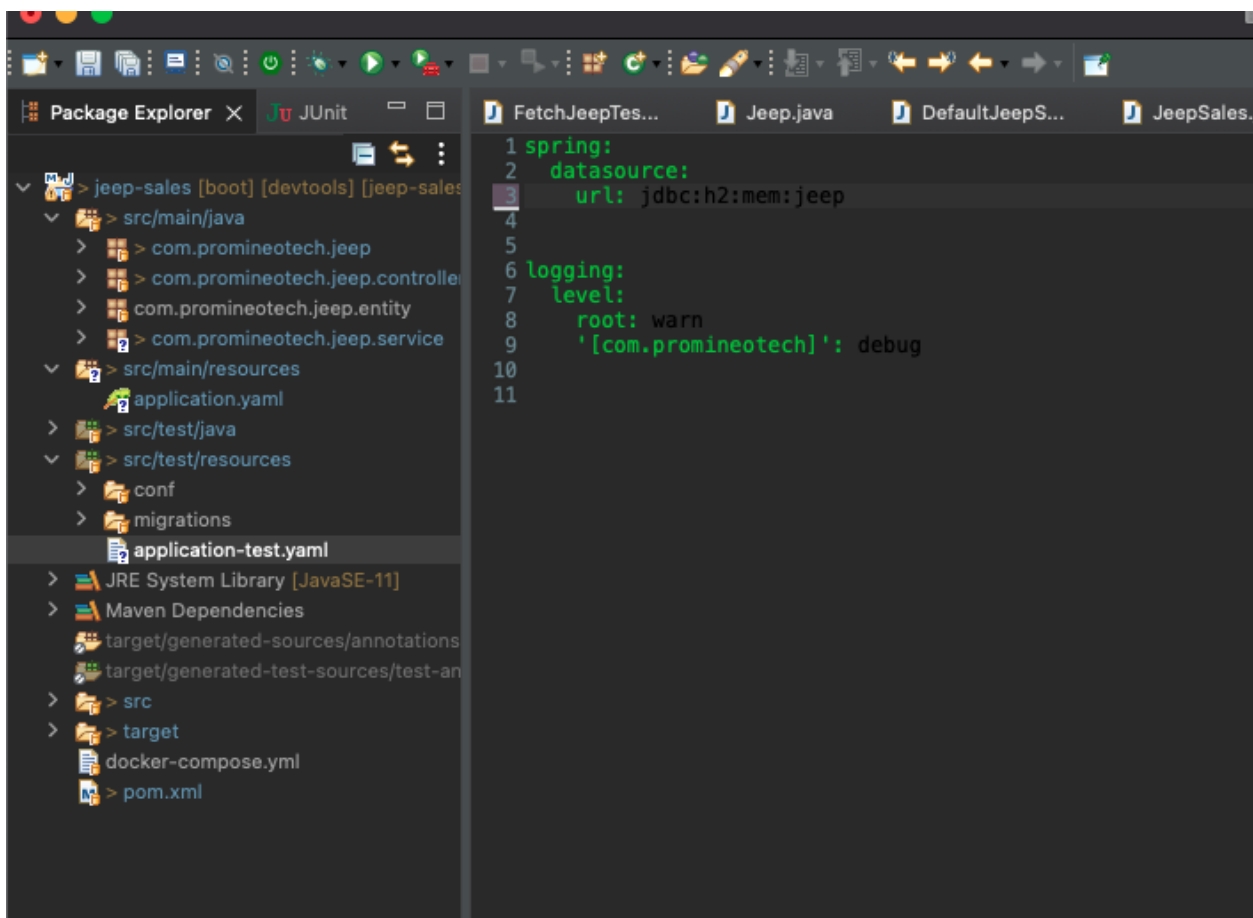 Package Explorer
JUnit
FetchJeepTes...
Jeep.java
DefaultJeepS...
JeepSales.
> jeep-sales [boot] [devtools] [jeep-sales
> src/main/java
> com.promineotech.jeep
> com.promineotech.jeep.controller
com.promineotech.jeep.entity
> com.promineotech.jeep.service
> src/main/resources
application.yaml
> src/test/java
> src/test/resources
conf
migrations
application-test.yaml
JRE System Library [JavaSE-11]
Maven Dependencies
target/generated-sources/annotations
target/generated-test-sources/test-an
> src
> target
docker-compose.yml
> pom.xml
1 spring:
2 datasource:
3 url: jdbc:h2:mem:jeep
4
5
6 logging:
7 level:
8 root: warn
9 '[com.promineotech]': debug
10
11